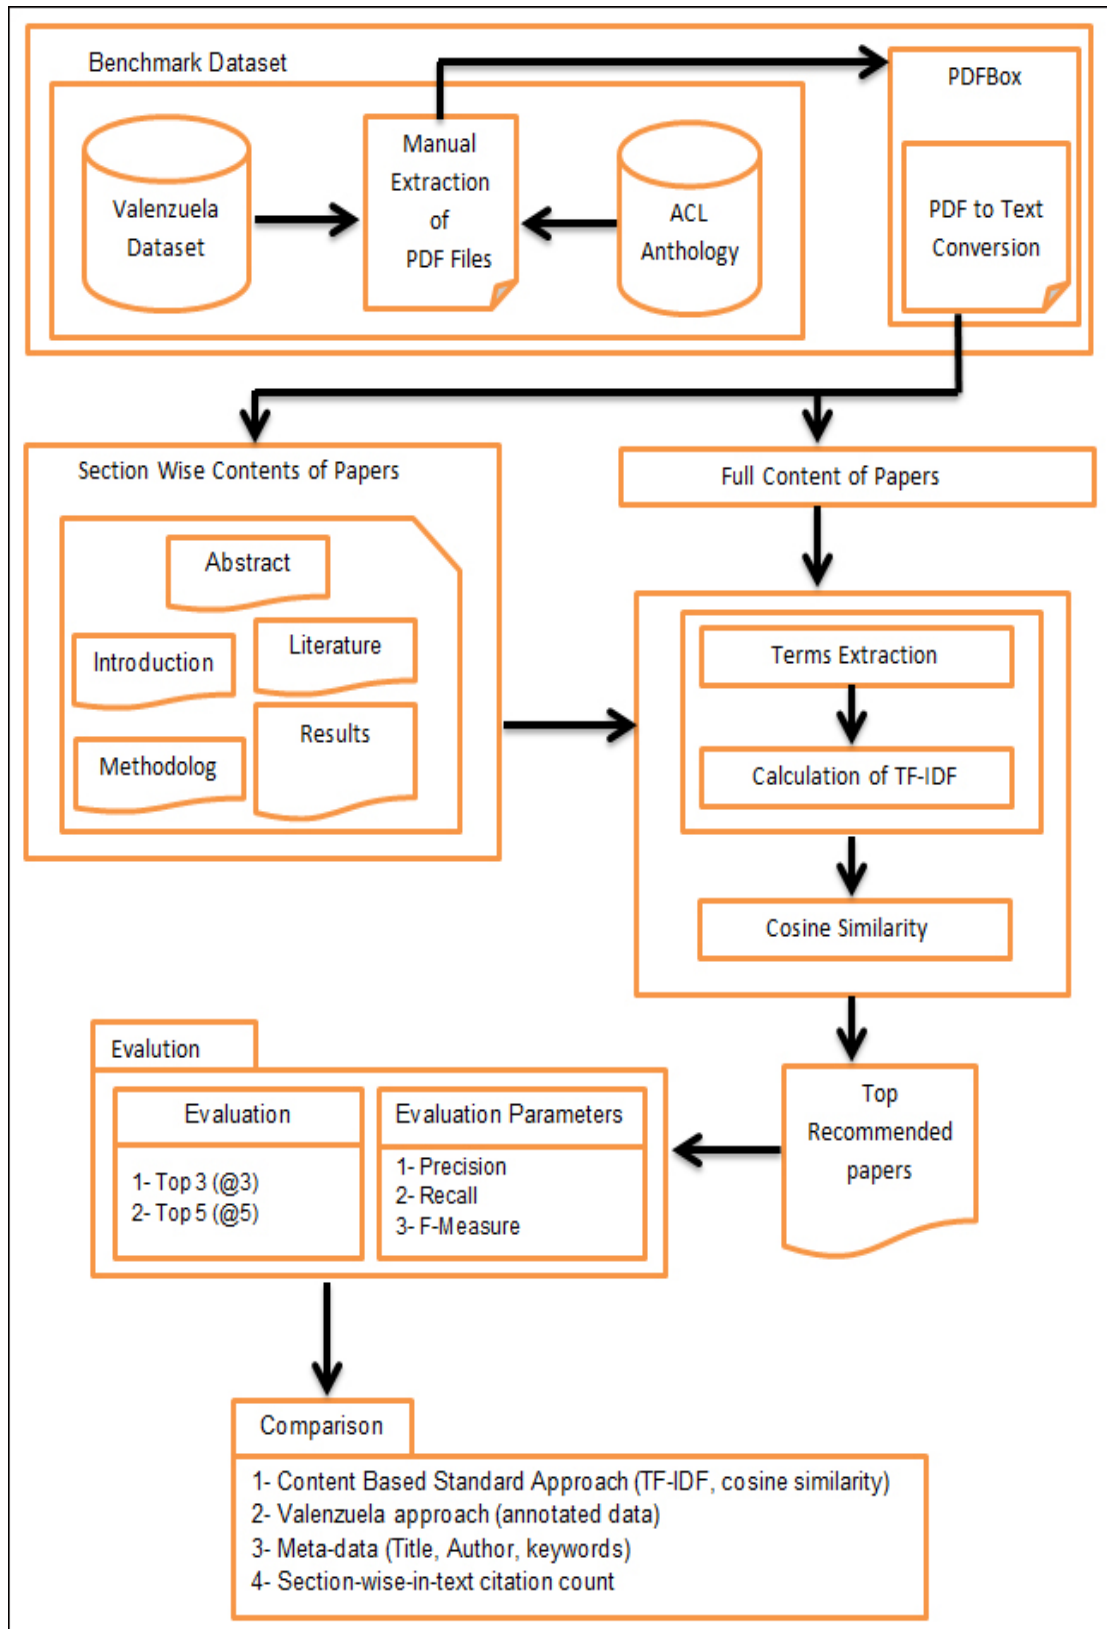 Benchmark Dataset
PDFBox
Valenzuela
Dataset
Manual
Extraction
of
PDF Files
ACL
Anthology
PDF to Text
Conversion
Section Wise Contents of Papers
Full Content of Papers
Abstract
Introduction
Literature
Methodolog
Results
Terms Extraction
Calculation of TF-IDF
Cosine Similarity
Top
Recommended
papers
Evalution
Evaluation
1- Top 3 (@3)
2- Top 5 (@5)
Evaluation Parameters
1- Precision
2- Recall
3- F-Measure
Comparison
1- Content Based Standard Approach (TF-IDF, cosine similarity)
2- Valenzuela approach (annotated data)
3- Meta-data (Title, Author, keywords)
4- Section-wise-in-text citation count